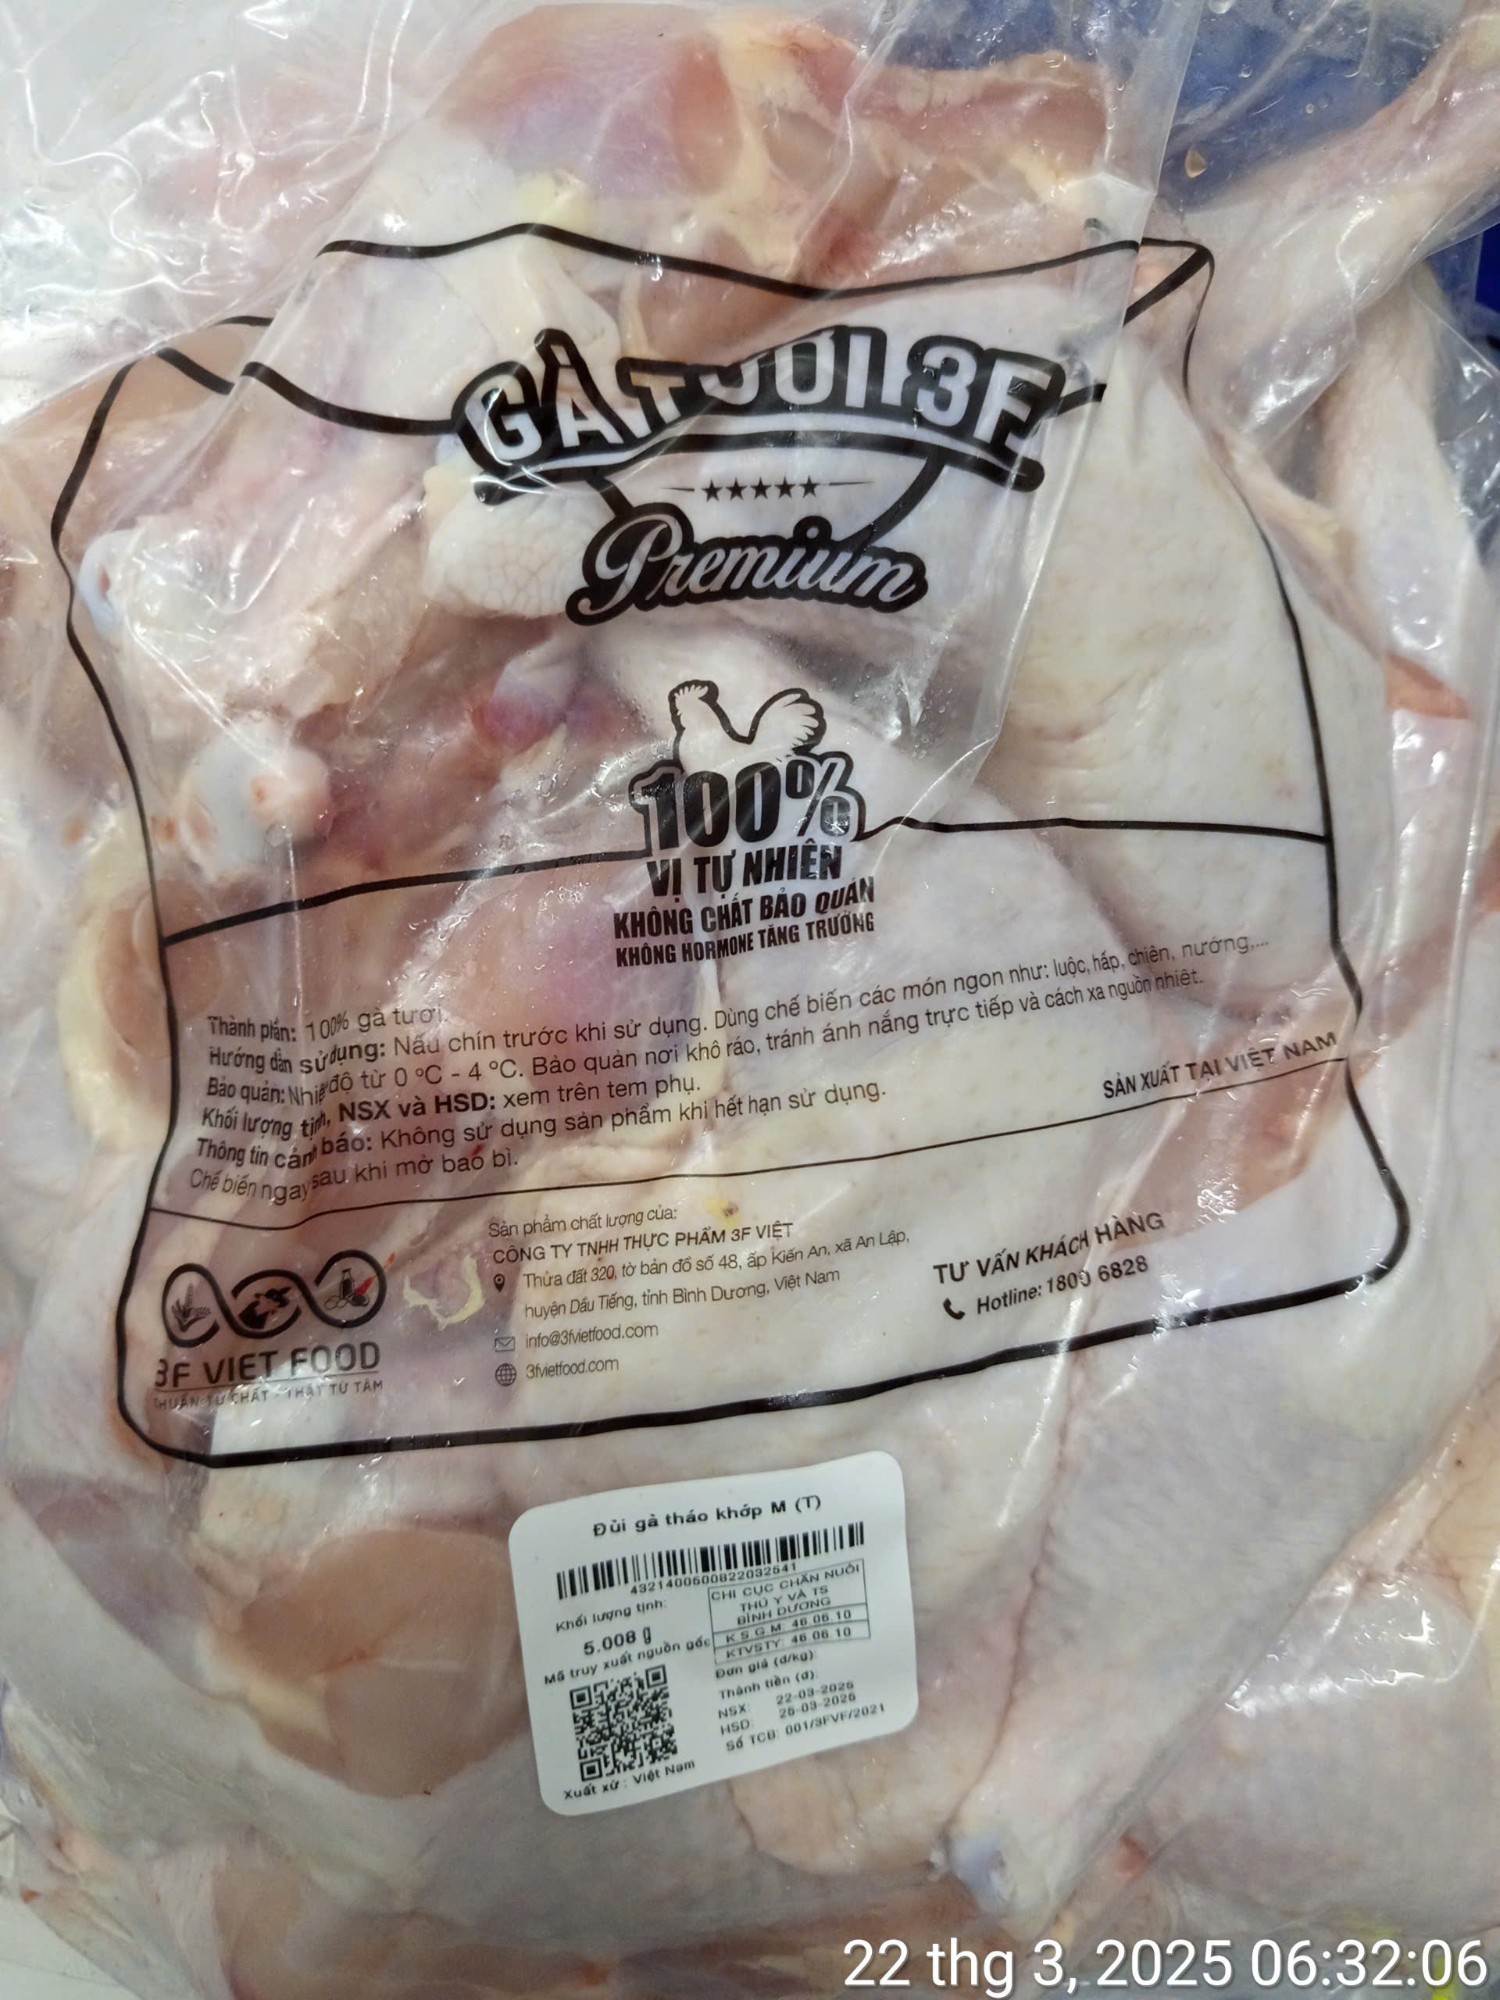 GÀ TƯƠI 3F
Premium
100%
VỊ TỰ NHIÊN
KHÔNG CHẤT BẢO QUẢN
KHÔNG HORMONE TĂNG TRƯỞNG
Thành phần: 100% gà tươi.
Hướng dẫn sử dụng: Nấu chín trước khi sử dụng. Dùng chế biến các món ngon như: luộc, hấp, chiên, nướng,...
Bảo quản: Nhiệt độ từ 0 °C - 4 °C. Bảo quản nơi khô ráo, tránh ánh nắng trực tiếp và cách xa nguồn nhiệt.
Khối lượng tịnh, NSX và HSD: xem trên tem phụ.
Thông tin cảnh báo: Không sử dụng sản phẩm khi hết hạn sử dụng.
Chế biến ngay sau khi mở bao bì.
SẢN XUẤT TẠI VIỆT NAM
3F VIET FOOD
THUẦN TỪ CHẤT - THẬT TỪ TÂM
Sản phẩm chất lượng của:
CÔNG TY TNHH THỰC PHẨM 3F VIỆT
Thửa đất 320, tờ bản đồ số 48, ấp Kiến An, xã An Lập,
huyện Dầu Tiếng, tỉnh Bình Dương, Việt Nam
info@3fvietfood.com
3fvietfood.com
TƯ VẤN KHÁCH HÀNG
Hotline: 1800 6828
Đùi gà tháo khớp M (T)
4321400500822032541
Khối lượng tịnh:
5.008 g
Mã truy xuất nguồn gốc
CHI CỤC CHĂN NUÔI
THÚ Y VÀ TS
BÌNH DƯƠNG
K.S.G.M: 46.06.10
KTVSTY: 46.06.10
Đơn giá (đ/kg):
Thành tiền (đ):
NSX: 22-03-2025
HSD: 25-03-2025
Số TCB: 001/3FVF/2021
Xuất xứ : Việt Nam
22 thg 3, 2025 06:32:06